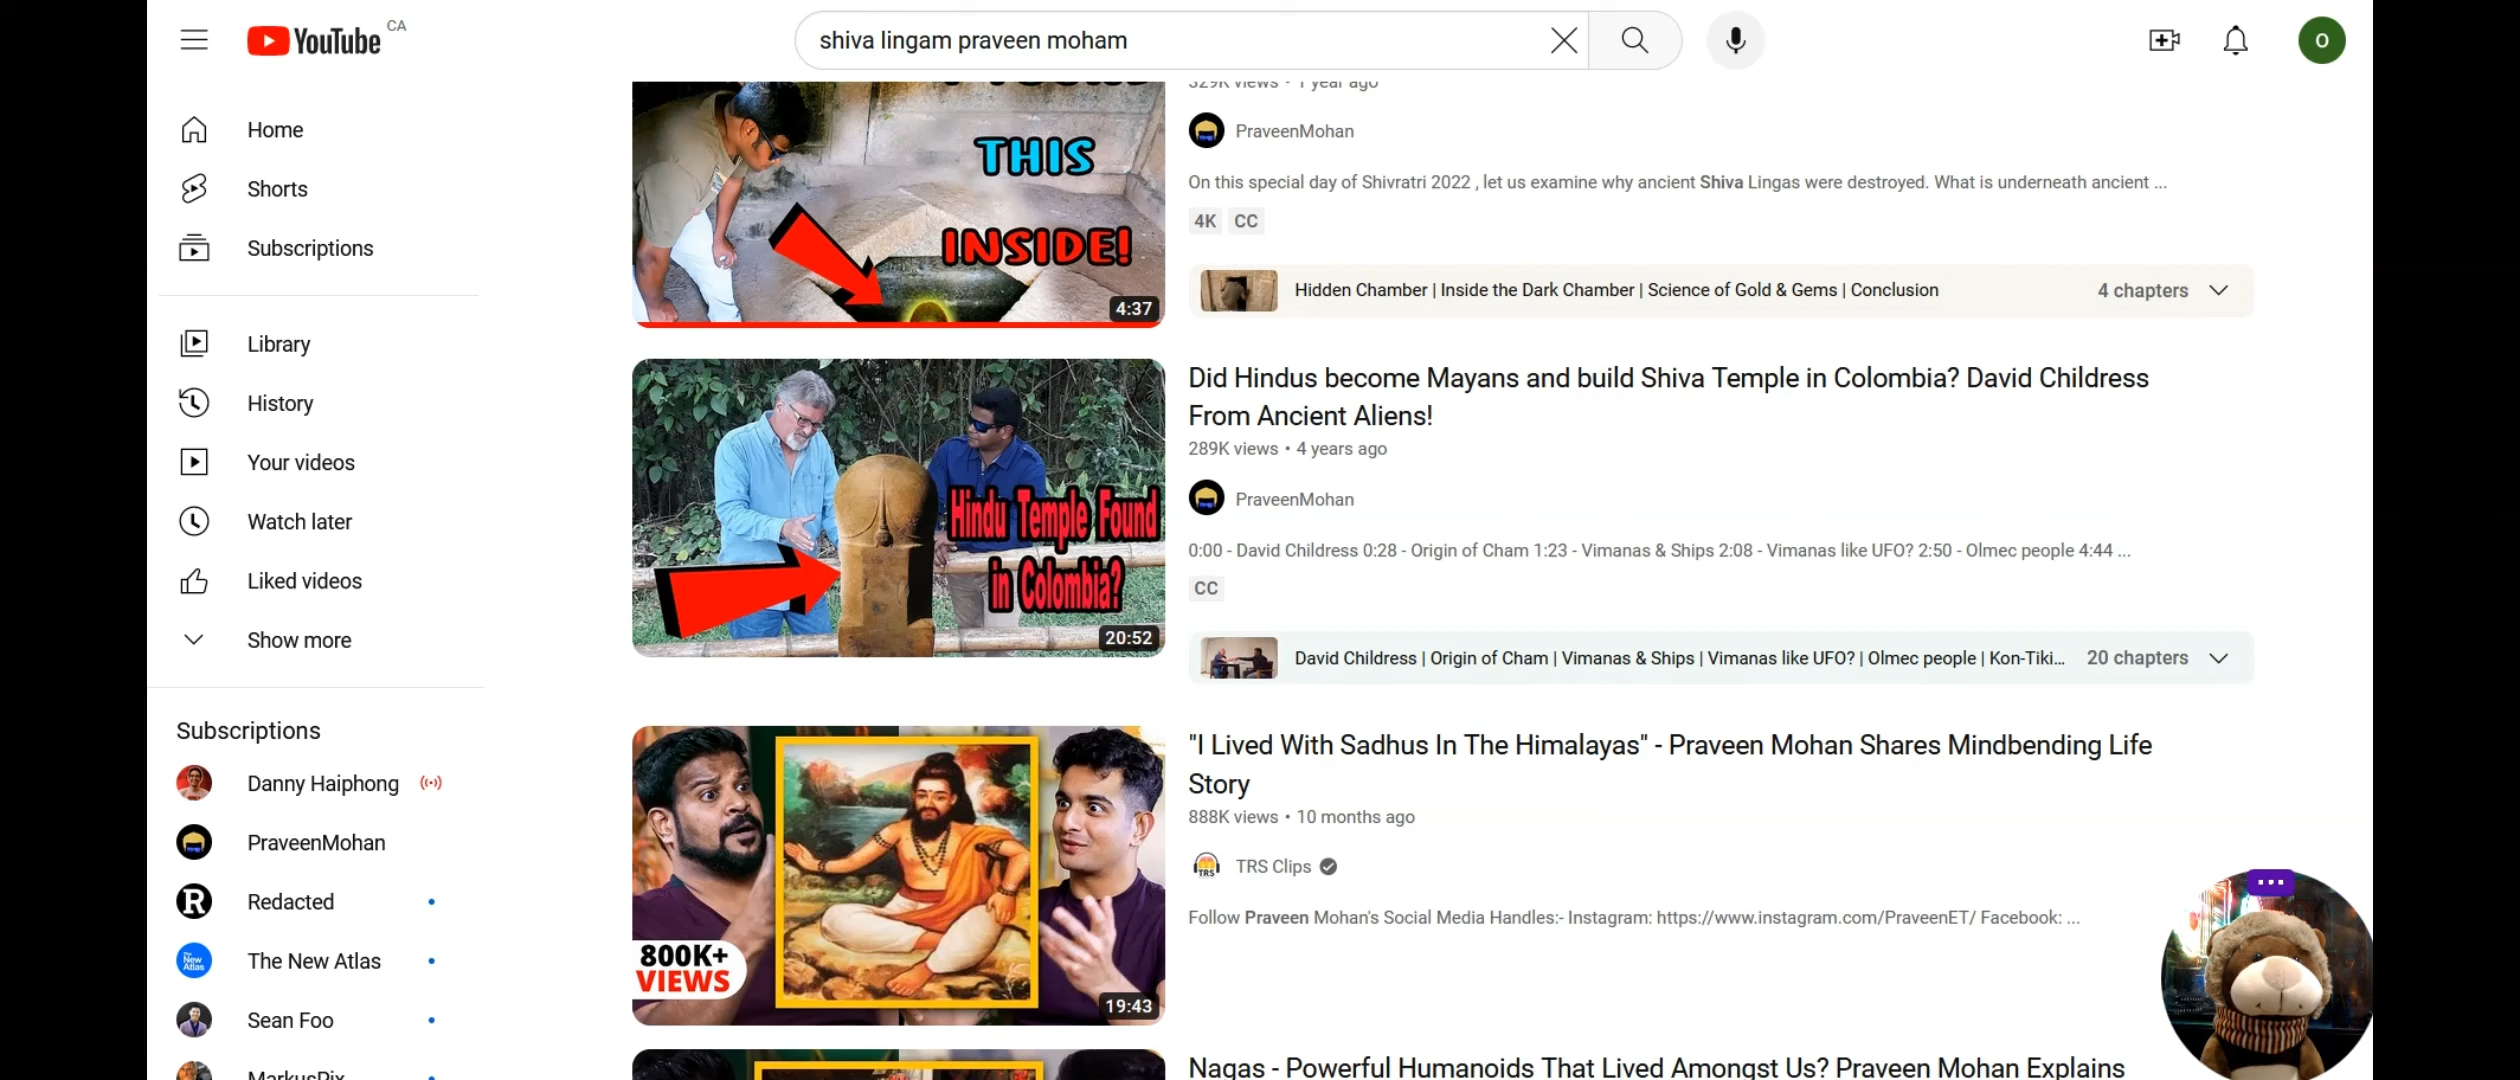 YouTube CA
shiva lingam praveen moham
O
Home
Shorts
Subscriptions
Library
History
Your videos
Watch later
Liked videos
Show more
Subscriptions
Danny Haiphong
PraveenMohan
Redacted
The New Atlas
Sean Foo
MarkusPix
THIS
INSIDE!
4:37
329K views • 1 year ago
PraveenMohan
On this special day of Shivratri 2022 , let us examine why ancient Shiva Lingas were destroyed. What is underneath ancient ...
4K CC
Hidden Chamber | Inside the Dark Chamber | Science of Gold & Gems | Conclusion 4 chapters
Hindu Temple Found
in Colombia?
20:52
Did Hindus become Mayans and build Shiva Temple in Colombia? David Childress
From Ancient Aliens!
289K views • 4 years ago
PraveenMohan
0:00 - David Childress 0:28 - Origin of Cham 1:23 - Vimanas & Ships 2:08 - Vimanas like UFO? 2:50 - Olmec people 4:44 ...
CC
David Childress | Origin of Cham | Vimanas & Ships | Vimanas like UFO? | Olmec people | Kon-Tiki... 20 chapters
800K+
VIEWS
19:43
"I Lived With Sadhus In The Himalayas" - Praveen Mohan Shares Mindbending Life
Story
888K views • 10 months ago
TRS
TRS Clips
Follow Praveen Mohan's Social Media Handles:- Instagram: https://www.instagram.com/PraveenET/ Facebook: ...
Nagas - Powerful Humanoids That Lived Amongst Us? Praveen Mohan Explains